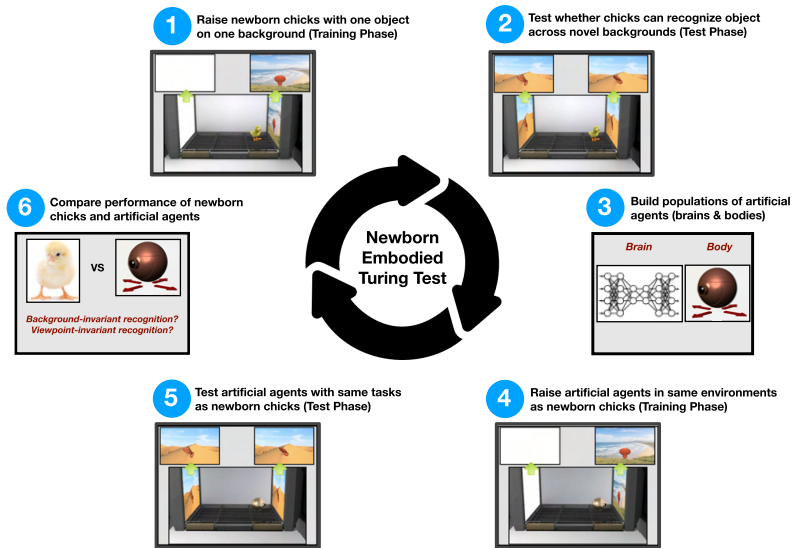 1
Raise newborn chicks with one object
on one background (Training Phase)
2
Test whether chicks can recognize object
across novel backgrounds (Test Phase)
3
Build populations of artificial
agents (brains & bodies)
Brain
Body
4
Raise artificial agents in same environments
as newborn chicks (Training Phase)
5
Test artificial agents with same tasks
as newborn chicks (Test Phase)
6
Compare performance of newborn
chicks and artificial agents
VS
Background-invariant recognition?
Viewpoint-invariant recognition?
Newborn
Embodied
Turing Test